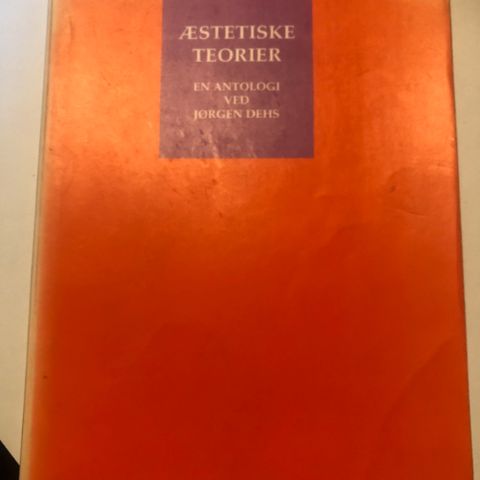 ÆSTETISKE
TEORIER
EN ANTOLOGI
VED
JØRGEN DEHS